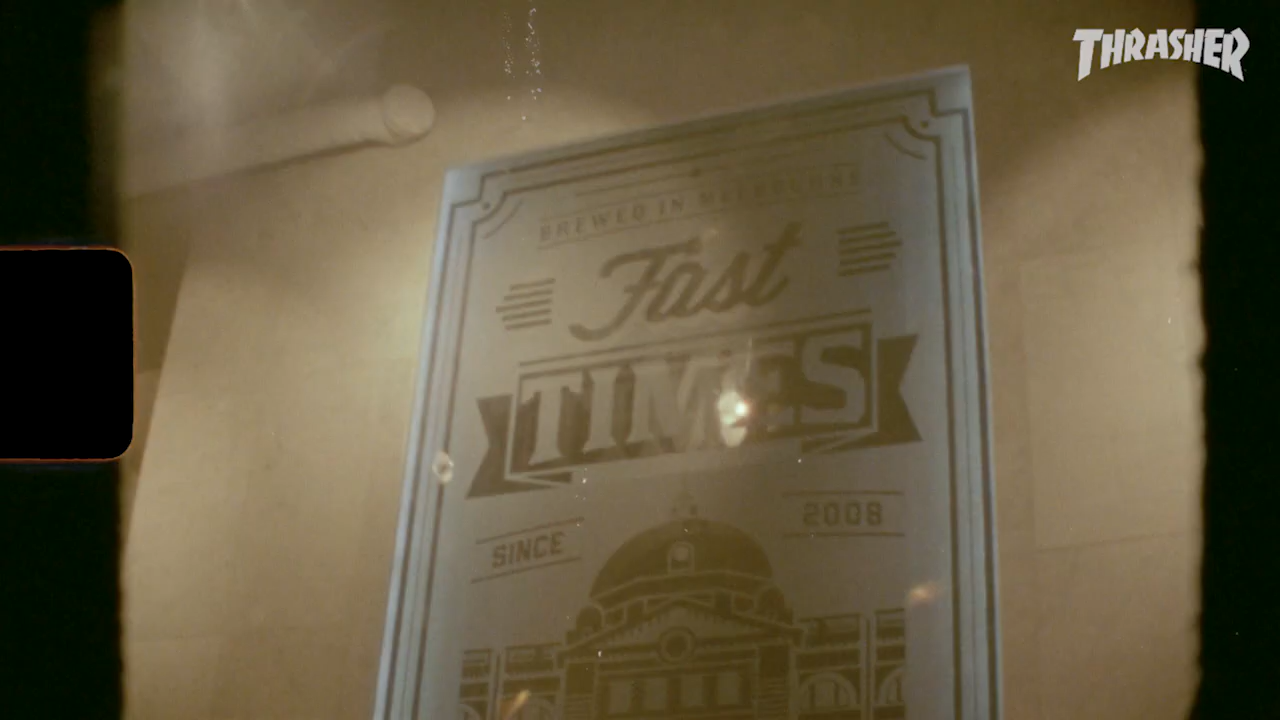 THRASHER
BREWED IN MELBOURNE
Fast
TIMES
SINCE 2008